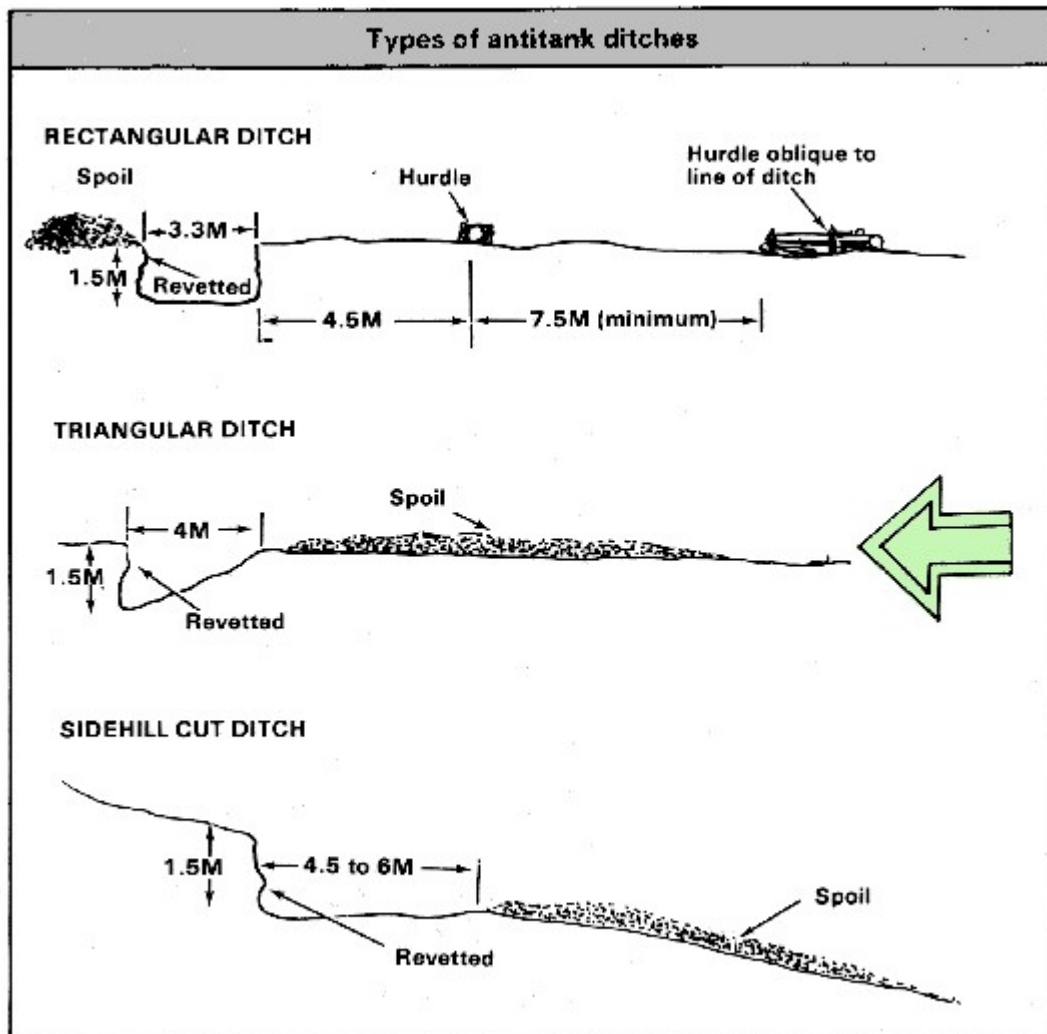 Types of antitank ditches
RECTANGULAR DITCH
Spoil
Hurdle
Hurdle oblique to
line of ditch
3.3M
1.5M
Revetted
4.5M
7.5M (minimum)
TRIANGULAR DITCH
Spoil
4M
1.5M
Revetted
SIDEHILL CUT DITCH
1.5M
4.5 to 6M
Spoil
Revetted